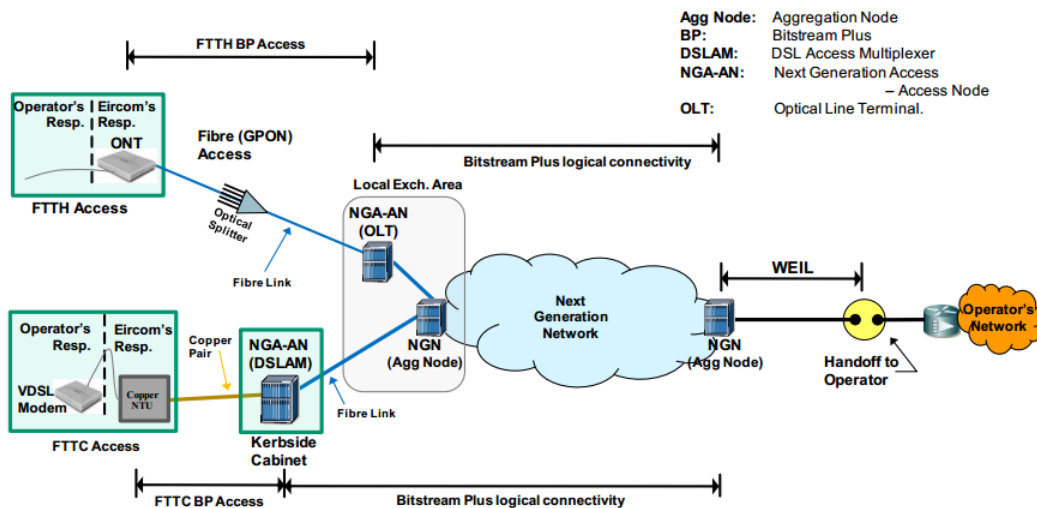 Agg Node: Aggregation Node
BP: Bitstream Plus
DSLAM: DSL Access Multiplexer
NGA-AN: Next Generation Access
– Access Node
OLT: Optical Line Terminal.
FTTH BP Access
Operator's
Resp.
Eircom's
Resp.
ONT
FTTH Access
Fibre (GPON)
Access
Optical
Splitter
Fibre Link
Bitstream Plus logical connectivity
Local Exch. Area
NGA-AN
(OLT)
NGN
(Agg Node)
Next
Generation
Network
WEIL
NGN
(Agg Node)
Handoff to
Operator
Operator's
Network
Operator's
Resp.
Eircom's
Resp.
VDSL
Modem
Copper
NTU
FTTC Access
Copper
Pair
NGA-AN
(DSLAM)
Fibre Link
Kerbside
Cabinet
FTTC BP Access
Bitstream Plus logical connectivity